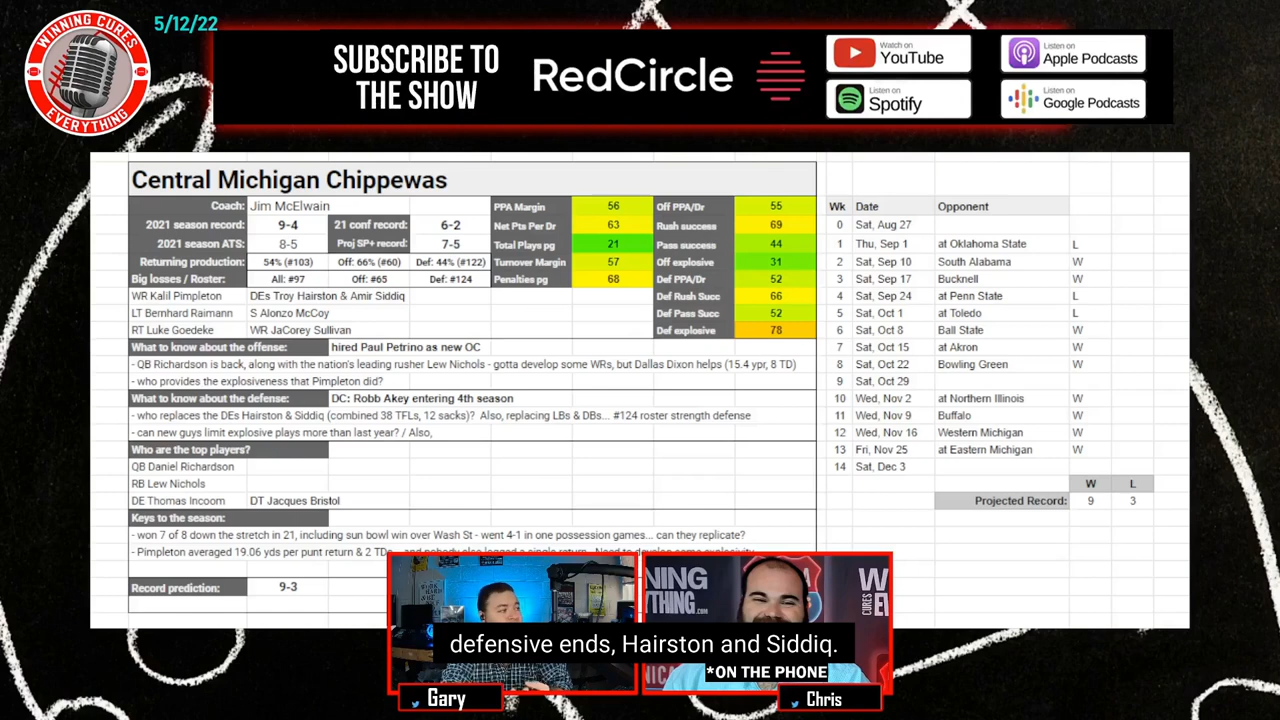 5/12/22
WINNING CURES
EVERYTHING
SUBSCRIBE TO
THE SHOW
RedCircle
Watch on
YouTube
Listen on
Apple Podcasts
Listen on
Spotify
Listen on
Google Podcasts
Central Michigan Chippewas
Coach: Jim McElwain
2021 season record: 9-4 21 conf record: 6-2
2021 season ATS: 8-5 Proj SP+ record: 7-5
Returning production: 54% (#103) Off: 66% (#60) Def: 44% (#122)
Big losses / Roster: All: #97 Off: #65 Def: #124
WR Kalil Pimpleton DEs Troy Hairston & Amir Siddiq
LT Bernhard Raimann S Alonzo McCoy
RT Luke Goedeke WR JaCorey Sullivan
PPA Margin 56 Off PPA/Dr 55
Net Pts Per Dr 63 Rush success 69
Total Plays pg 21 Pass success 44
Turnover Margin 57 Off explosive 31
Penalties pg 68 Def PPA/Dr 52
Def Rush Succ 66
Def Pass Succ 52
Def explosive 78
What to know about the offense: hired Paul Petrino as new OC
- QB Richardson is back, along with the nation's leading rusher Lew Nichols - gotta develop some WRs, but Dallas Dixon helps (15.4 ypr, 8 TD)
- who provides the explosiveness that Pimpleton did?
What to know about the defense: DC: Robb Akey entering 4th season
- who replaces the DEs Hairston & Siddiq (combined 38 TFLs, 12 sacks)? Also, replacing LBs & DBs... #124 roster strength defense
- can new guys limit explosive plays more than last year? / Also,
Who are the top players?
QB Daniel Richardson
RB Lew Nichols
DE Thomas Incoom DT Jacques Bristol
Keys to the season:
- won 7 of 8 down the stretch in 21, including sun bowl win over Wash St - went 4-1 in one possession games... can they replicate?
- Pimpleton averaged 19.06 yds per punt return & 2 TDs... and nobody else logged a single return. Need to develop some explosivity
Record prediction: 9-3
Wk Date Opponent
0 Sat, Aug 27
1 Thu, Sep 1 at Oklahoma State L
2 Sat, Sep 10 South Alabama W
3 Sat, Sep 17 Bucknell W
4 Sat, Sep 24 at Penn State L
5 Sat, Oct 1 at Toledo L
6 Sat, Oct 8 Ball State W
7 Sat, Oct 15 at Akron W
8 Sat, Oct 22 Bowling Green W
9 Sat, Oct 29
10 Wed, Nov 2 at Northern Illinois W
11 Wed, Nov 9 Buffalo W
12 Wed, Nov 16 Western Michigan W
13 Fri, Nov 25 at Eastern Michigan W
14 Sat, Dec 3
W L
Projected Record: 9 3
defensive ends, Hairston and Siddiq.
*ON THE PHONE
Gary
Chris